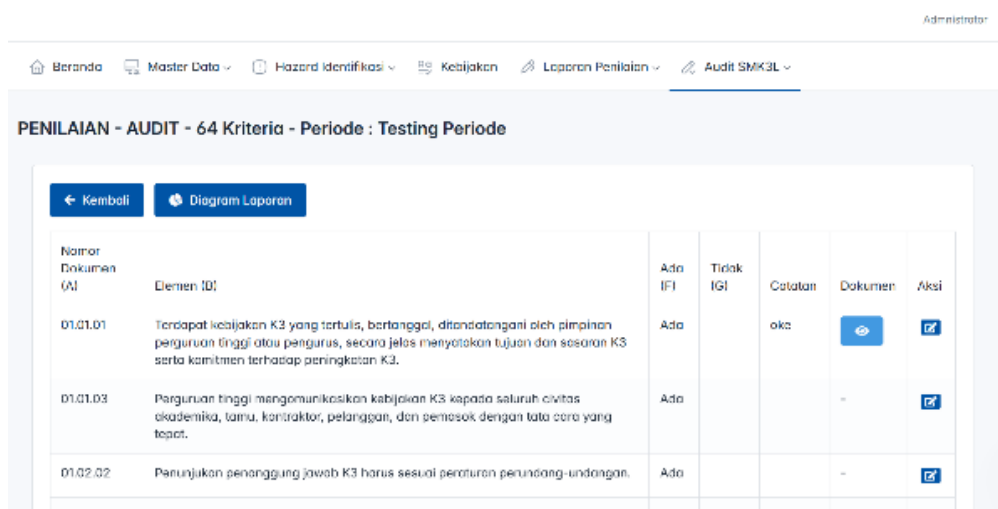 Administrator
Beranda Master Data Hazard Identifikasi Kebijakan Laporan Penilaian Audit SMK3L
PENILAIAN - AUDIT - 64 Kriteria - Periode : Testing Periode
Kembali Diagram Laporan
Nomor
Dokumen
(A) Elemen (B) Ada
(F) Tidak
(G) Catatan Dokumen Aksi
01.01.01 Terdapat kebijakan K3 yang tertulis, bertanggal, ditandatangani oleh pimpinan Ada oke
perguruan tinggi atau pengurus, secara jelas menyatakan tujuan dan sasaran K3
serta komitmen terhadap peningkatan K3.
01.01.03 Perguruan tinggi mengomunikasikan kebijakan K3 kepada seluruh civitas Ada -
akademika, tamu, kontraktor, pelanggan, dan pemasok dengan tata cara yang
tepat.
01.02.02 Penunjukan penanggung jawab K3 harus sesuai peraturan perundang-undangan. Ada -